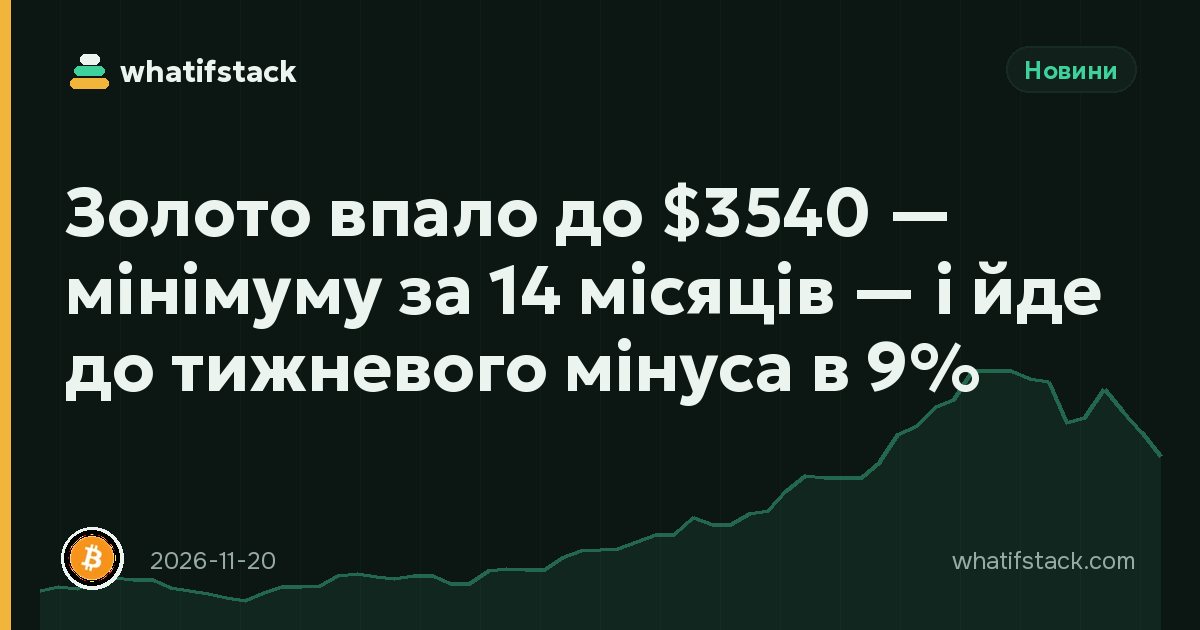 whatifstack
Новини
Золото впало до $3540 —
мінімуму за 14 місяців — і йде
до тижневого мінуса в 9%
2026-11-20
whatifstack.com